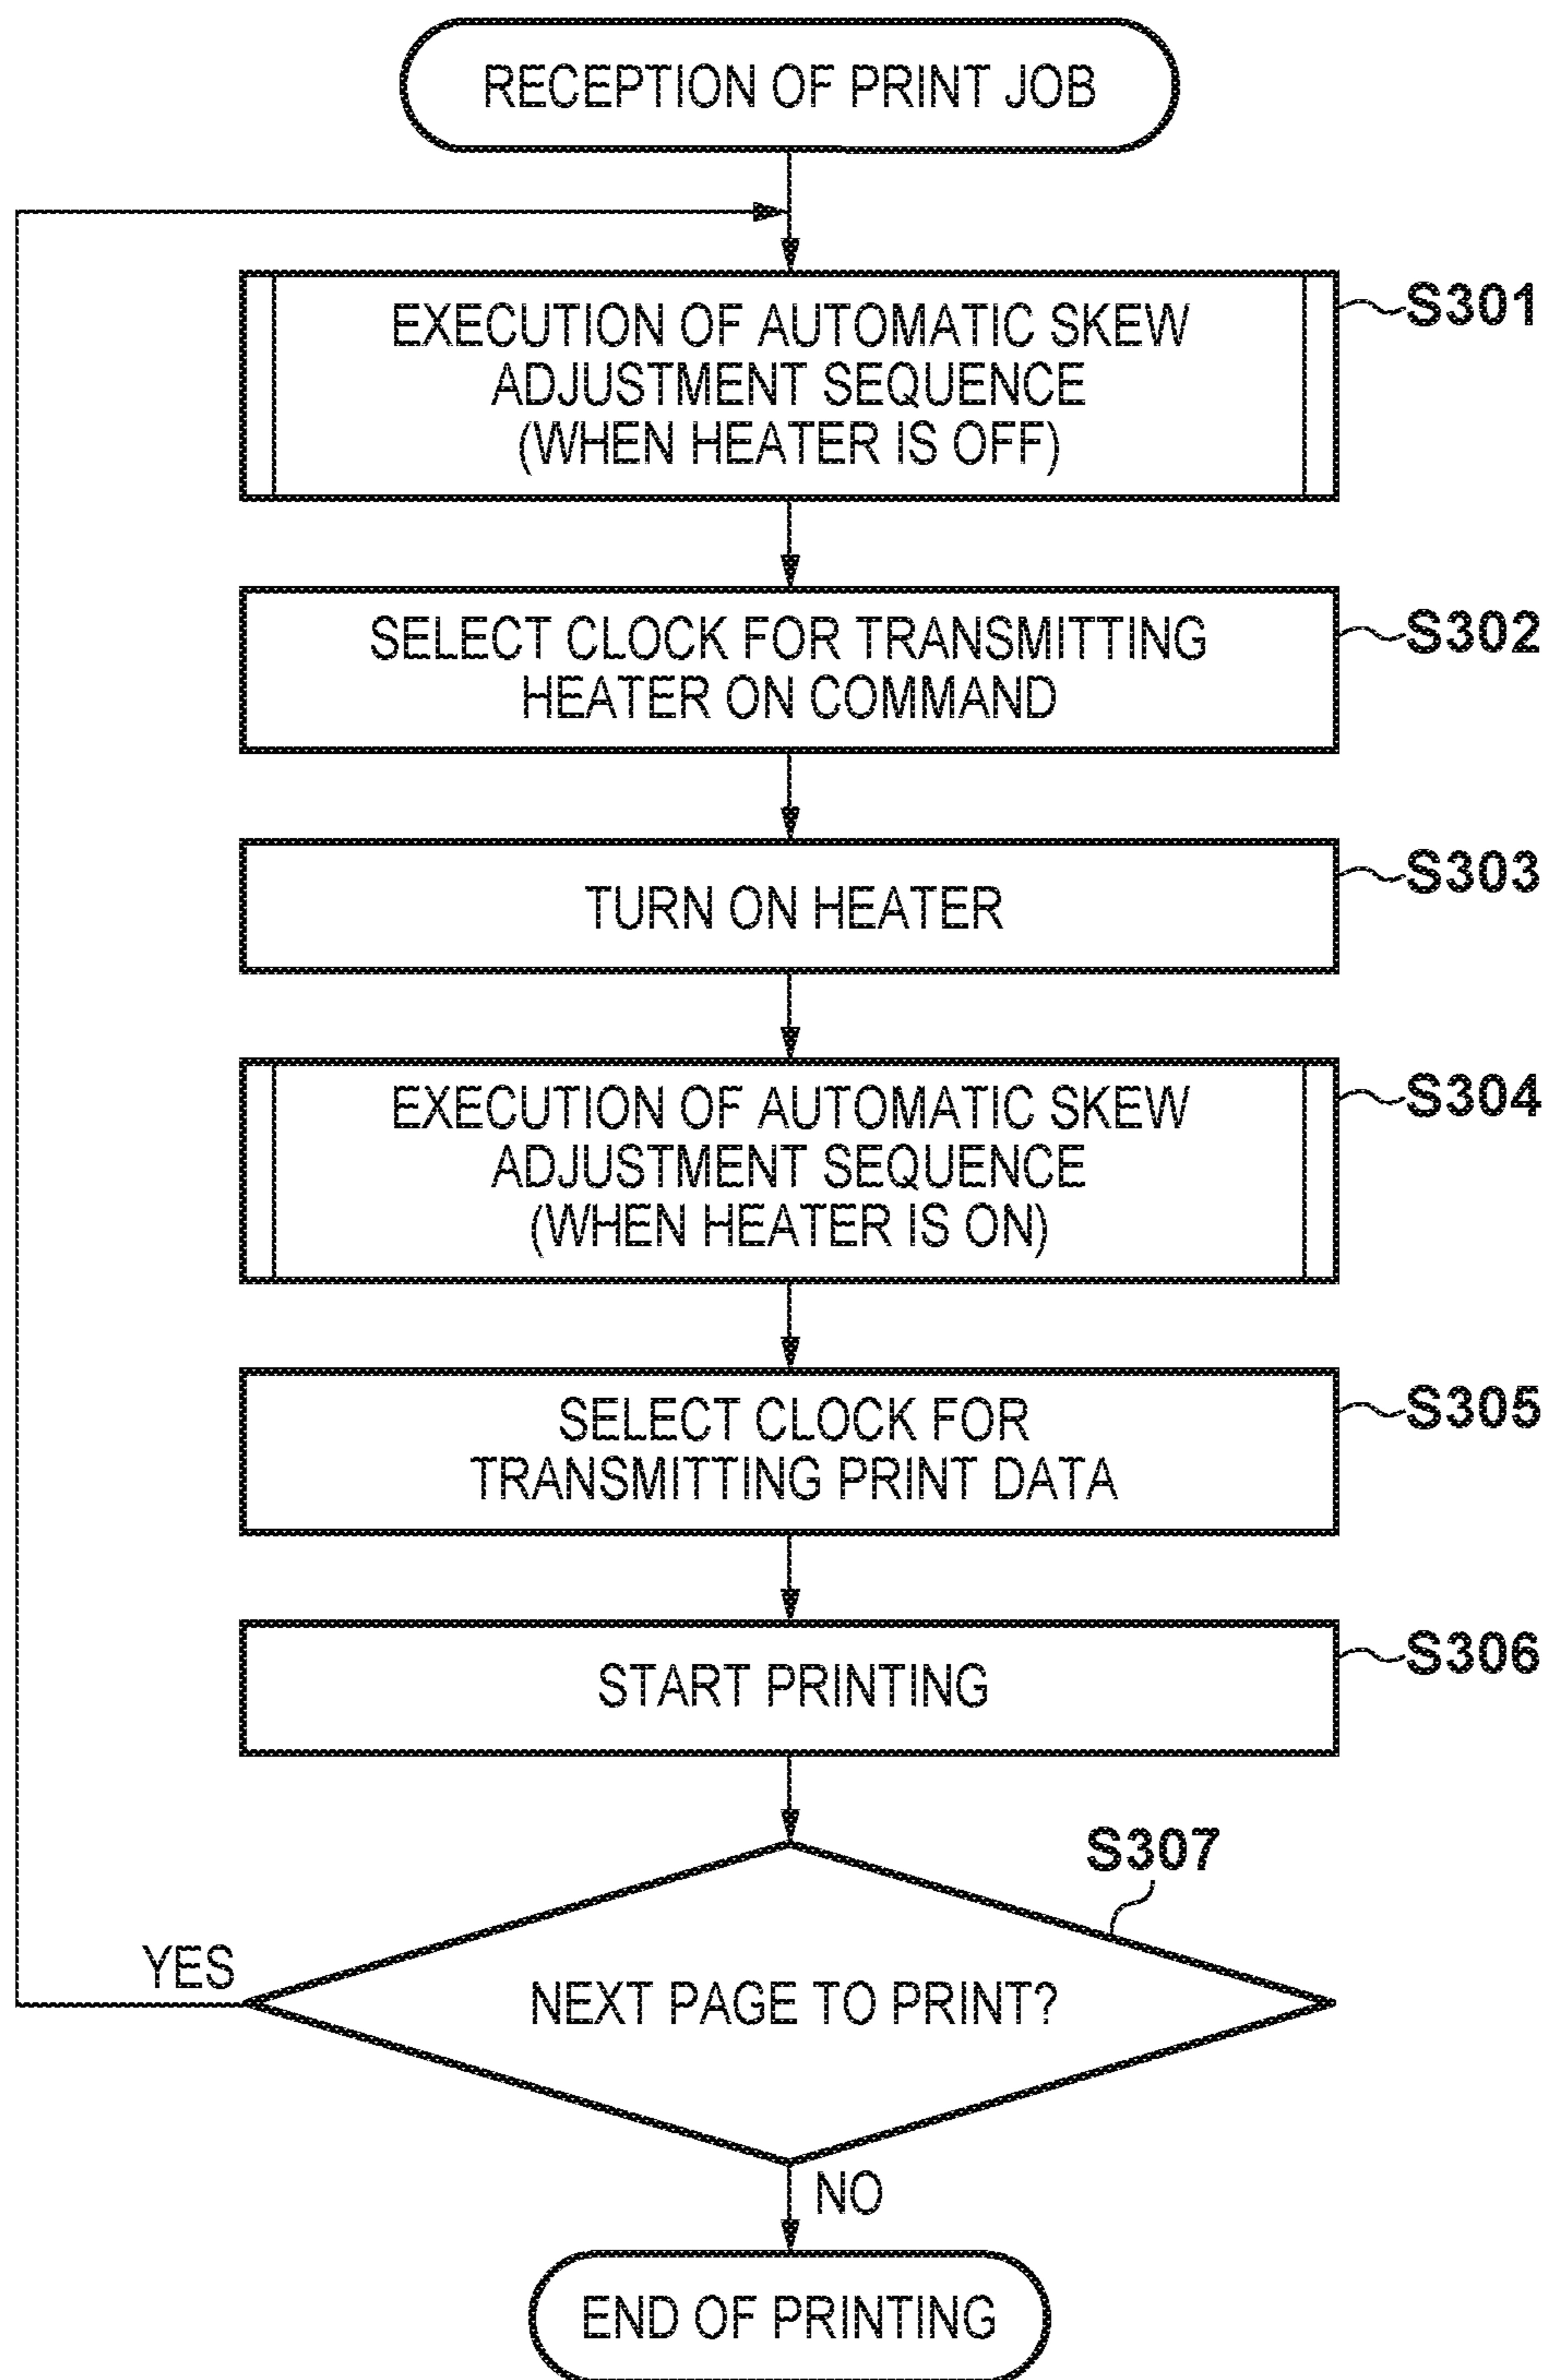 RECEPTION OF PRINT JOB
EXECUTION OF AUTOMATIC SKEW
ADJUSTMENT SEQUENCE
(WHEN HEATER IS OFF)
S301
SELECT CLOCK FOR TRANSMITTING
HEATER ON COMMAND
S302
TURN ON HEATER
S303
EXECUTION OF AUTOMATIC SKEW
ADJUSTMENT SEQUENCE
(WHEN HEATER IS ON)
S304
SELECT CLOCK FOR
TRANSMITTING PRINT DATA
S305
START PRINTING
S306
S307
YES
NEXT PAGE TO PRINT?
NO
END OF PRINTING